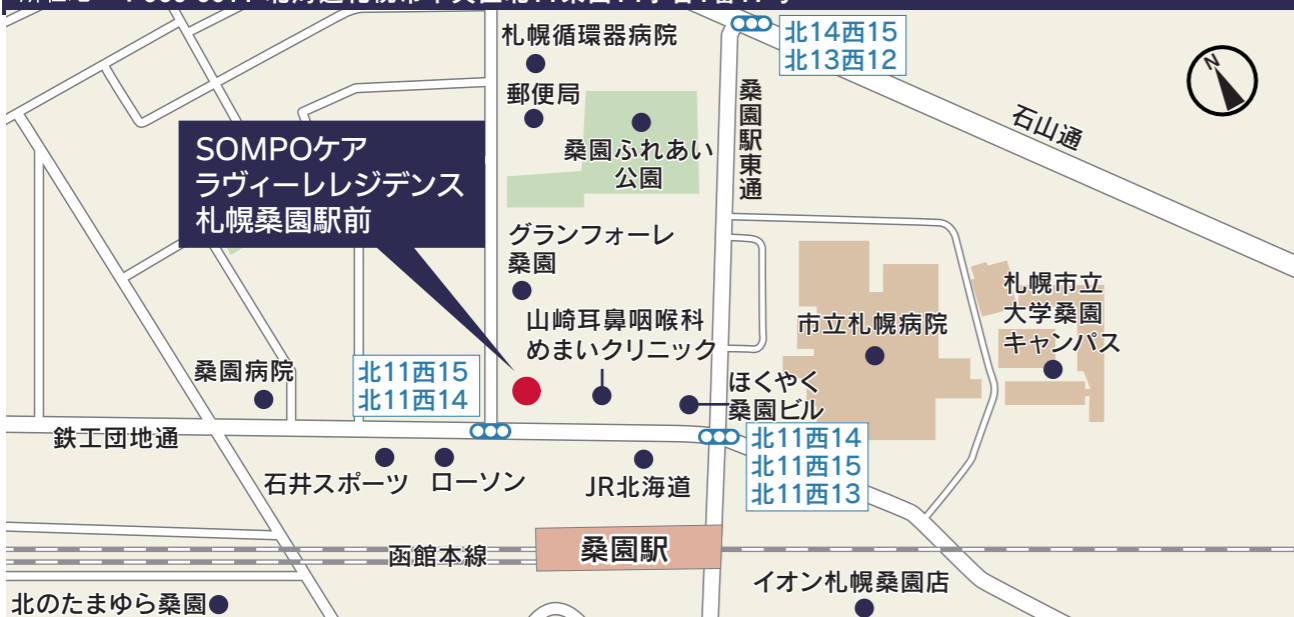 札幌循環器病院
北14西15
北13西12
N
郵便局
桑園ふれあい
公園
桑園駅東通
石山通
SOMPOケア
ラヴィーレレジデンス
札幌桑園駅前
グランフォーレ
桑園
山崎耳鼻咽喉科
めまいクリニック
市立札幌病院
札幌市立
大学桑園
キャンパス
桑園病院
北11西15
北11西14
ほくやく
桑園ビル
鉄工団地通
石井スポーツ
ローソン
JR北海道
北11西14
北11西15
北11西13
函館本線
桑園駅
イオン札幌桑園店
北のたまゆら桑園